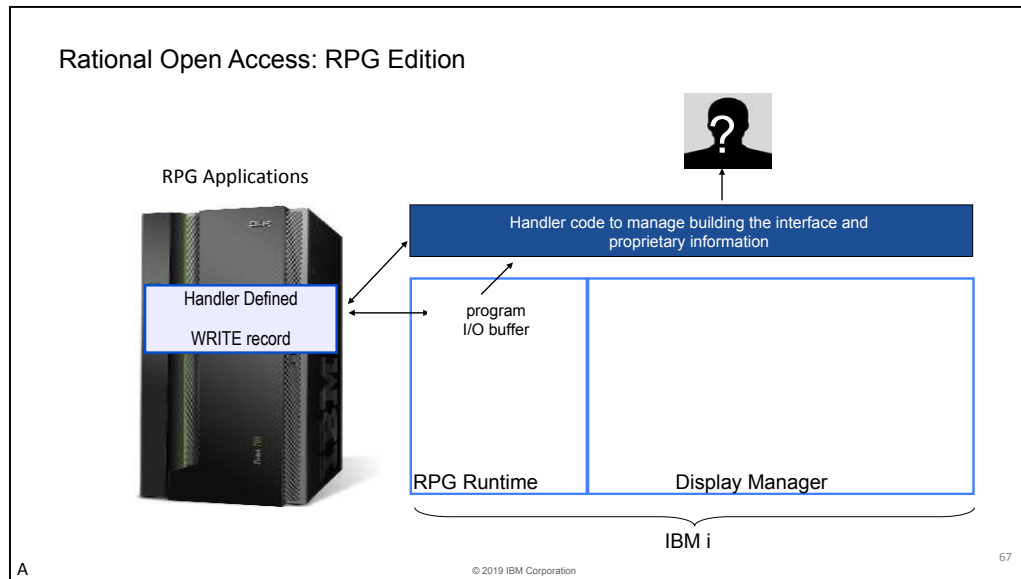 Rational Open Access: RPG Edition
?
RPG Applications
Handler code to manage building the interface and
proprietary information
Handler Defined
WRITE record
program
I/O buffer
IBM
RPG Runtime
Display Manager
IBM i
A
© 2019 IBM Corporation
67